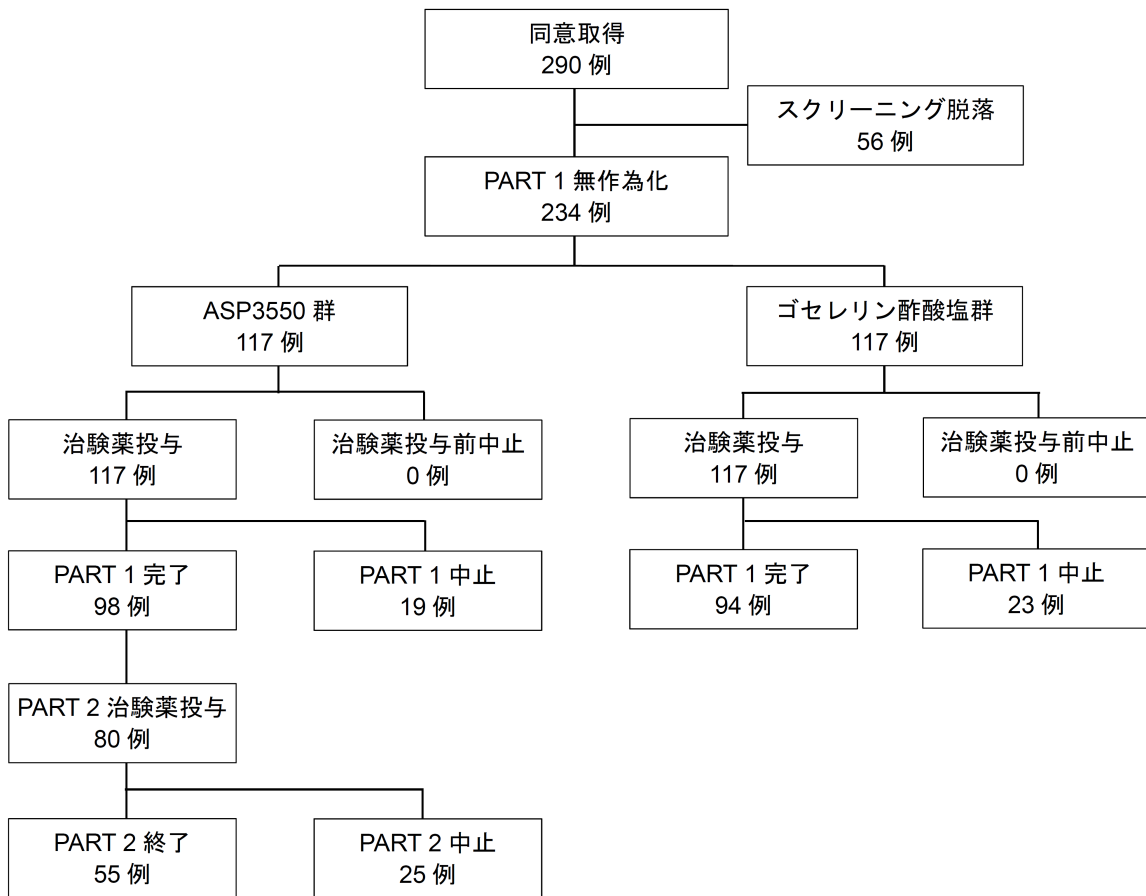 同意取得
290 例
スクリーニング脱落
56 例
PART 1 無作為化
234 例
ASP3550 群
117 例
ゴセレリン酢酸塩群
117 例
治験薬投与
117 例
治験薬投与前中止
0 例
治験薬投与
117 例
治験薬投与前中止
0 例
PART 1 完了
98 例
PART 1 中止
19 例
PART 1 完了
94 例
PART 1 中止
23 例
PART 2 治験薬投与
80 例
PART 2 終了
55 例
PART 2 中止
25 例